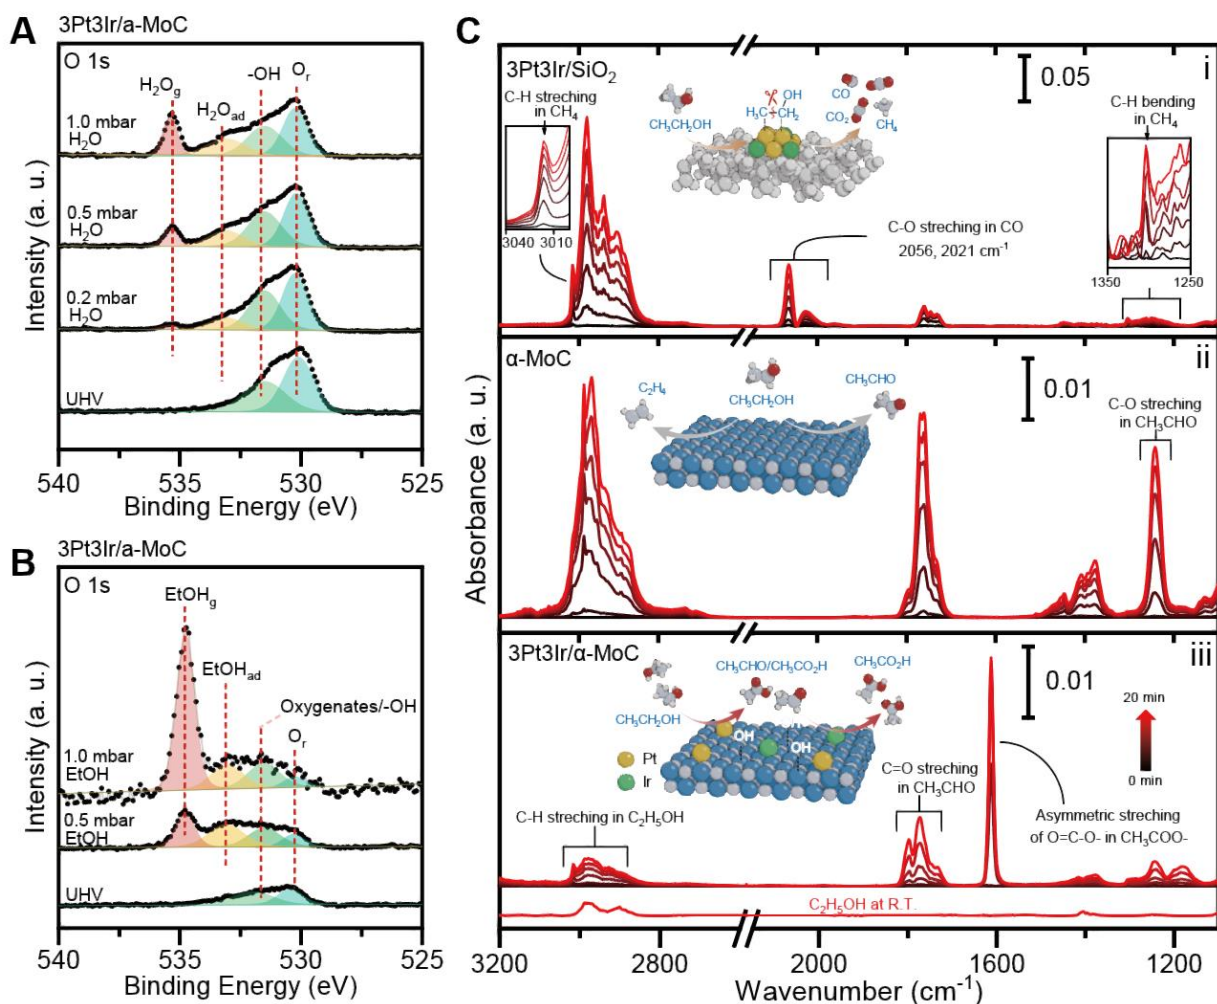 A
3Pt3Ir/a-MoC
O 1s
H2Og
H2Oad
-OH
Or
1.0 mbar
H2O
0.5 mbar
H2O
0.2 mbar
H2O
UHV
Intensity (a. u.)
540 535 530 525
Binding Energy (eV)
B
3Pt3Ir/a-MoC
O 1s
EtOHg
EtOHad
Oxygenates/-OH
Or
1.0 mbar
EtOH
0.5 mbar
EtOH
UHV
Intensity (a. u.)
540 535 530 525
Binding Energy (eV)
C
3Pt3Ir/SiO2
i
0.05
C-H streching
in CH4
3040 3010
CH3CH2OH
OH
H3C
CH2
CO
CO2
CH4
C-O streching in CO
2056, 2021 cm-1
C-H bending
in CH4
1350 1250
α-MoC
ii
0.01
C2H4
CH3CH2OH
CH3CHO
C-O streching
in CH3CHO
Absorbance (a. u.)
3Pt3Ir/α-MoC
iii
0.01
CH3CH2OH
CH3CHO/CH3CO2H
CH3CO2H
OH
OH
Pt
Ir
20 min
0 min
C-H streching in C2H5OH
C=O streching
in CH3CHO
Asymmetric streching
of O=C-O- in CH3COO-
C2H5OH at R.T.
3200 2800 2000 1600 1200
Wavenumber (cm-1)